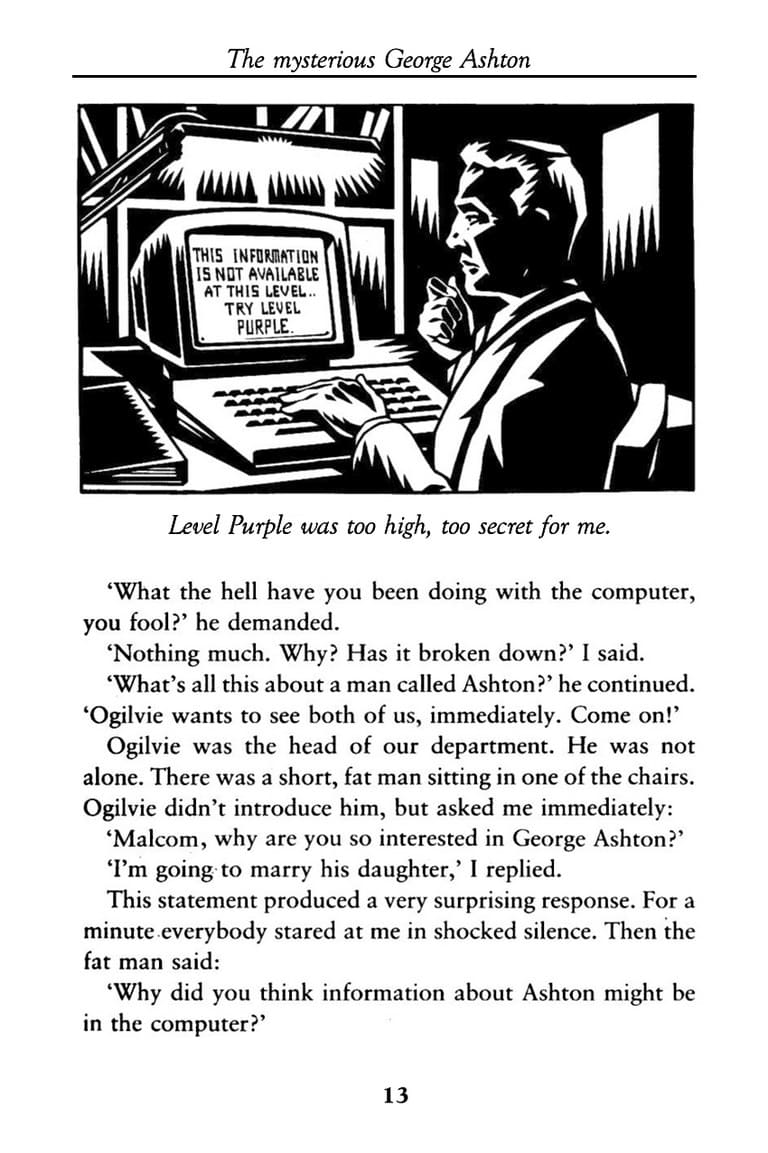 The mysterious George Ashton
THIS INFORMATION
IS NOT AVAILABLE
AT THIS LEVEL..
TRY LEVEL
PURPLE.
Level Purple was too high, too secret for me.
‘What the hell have you been doing with the computer,
you fool?’ he demanded.
‘Nothing much. Why? Has it broken down?’ I said.
‘What’s all this about a man called Ashton?’ he continued.
‘Ogilvie wants to see both of us, immediately. Come on!’
Ogilvie was the head of our department. He was not
alone. There was a short, fat man sitting in one of the chairs.
Ogilvie didn’t introduce him, but asked me immediately:
‘Malcom, why are you so interested in George Ashton?’
‘I’m going to marry his daughter,’ I replied.
This statement produced a very surprising response. For a
minute everybody stared at me in shocked silence. Then the
fat man said:
‘Why did you think information about Ashton might be
in the computer?’
13